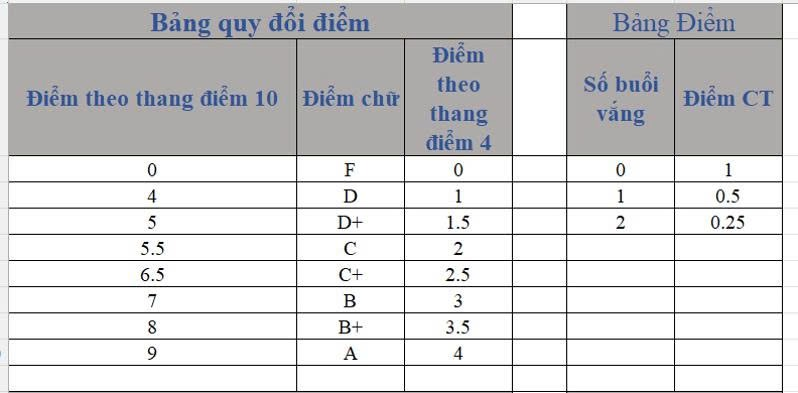 Bảng quy đổi điểm
Bảng Điểm
Điểm theo thang điểm 10 Điểm chữ Điểm theo thang điểm 4
Số buổi vắng Điểm CT
0 F 0 0 1
4 D 1 1 0.5
5 D+ 1.5 2 0.25
5.5 C 2
6.5 C+ 2.5
7 B 3
8 B+ 3.5
9 A 4